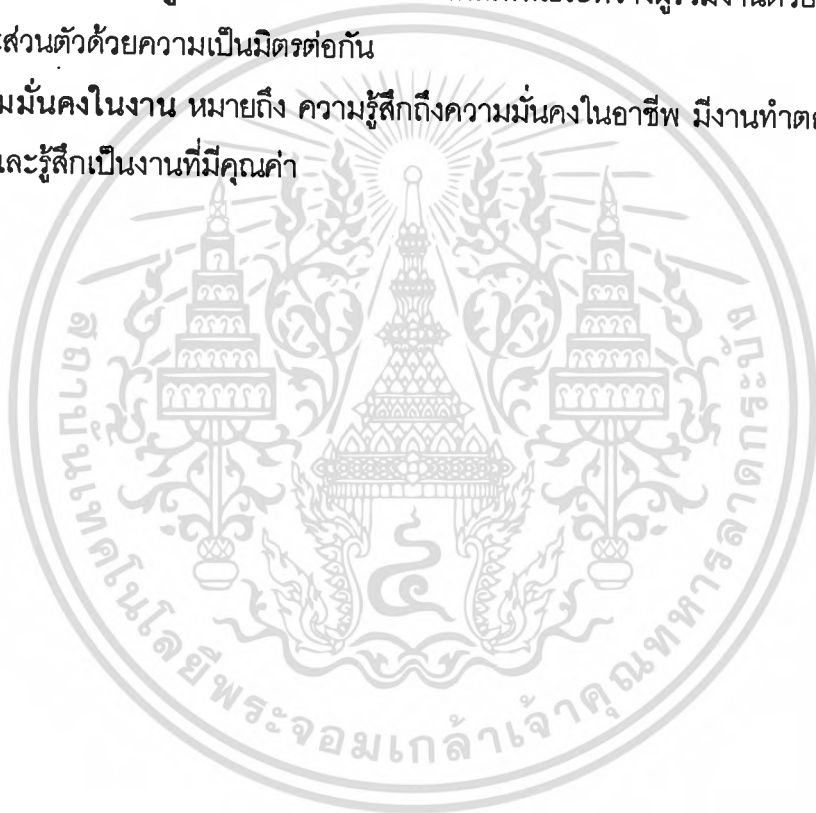 ะส่วนตัวด้วยความเป็นมิตรต่อกัน
มมั่นคงในงาน หมายถึง ความรู้สึกถึงความมั่นคงในอาชีพ มีงานทำตล
และรู้สึกเป็นงานที่มีคุณค่า
สถาบันเทคโนโลยีพระจอมเกล้าเจ้าคุณทหารลาดกระบัง
๔